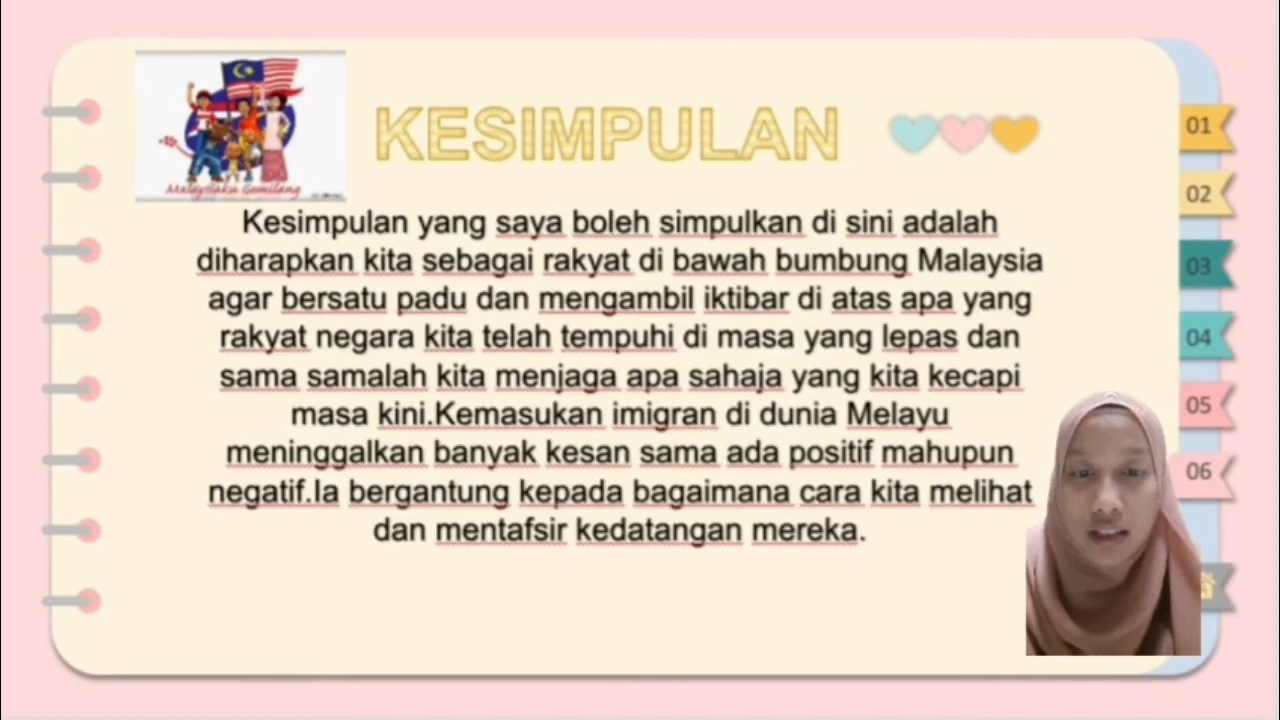 KESIMPULAN
Malaysiaku Gemilang
Kesimpulan yang saya boleh simpulkan di sini adalah
diharapkan kita sebagai rakyat di bawah bumbung Malaysia
agar bersatu padu dan mengambil iktibar di atas apa yang
rakyat negara kita telah tempuhi di masa yang lepas dan
sama samalah kita menjaga apa sahaja yang kita kecapi
masa kini.Kemasukan imigran di dunia Melayu
meninggalkan banyak kesan sama ada positif mahupun
negatif.Ia bergantung kepada bagaimana cara kita melihat
dan mentafsir kedatangan mereka.
01
02
03
04
05
06